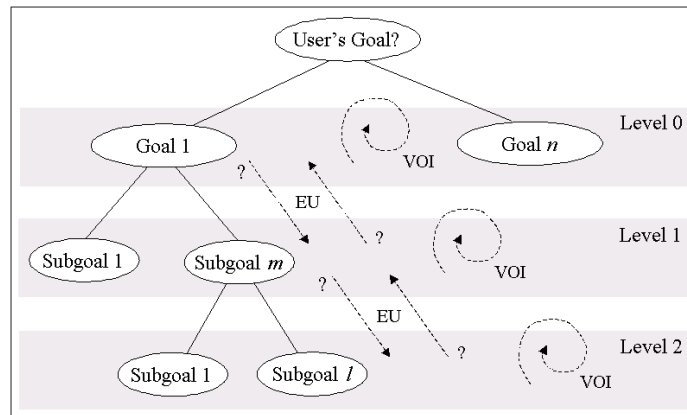 User's Goal?
Level 0
Goal 1
Goal n
VOI
?
EU
?
Level 1
Subgoal 1
Subgoal m
VOI
?
EU
?
Level 2
Subgoal 1
Subgoal l
VOI